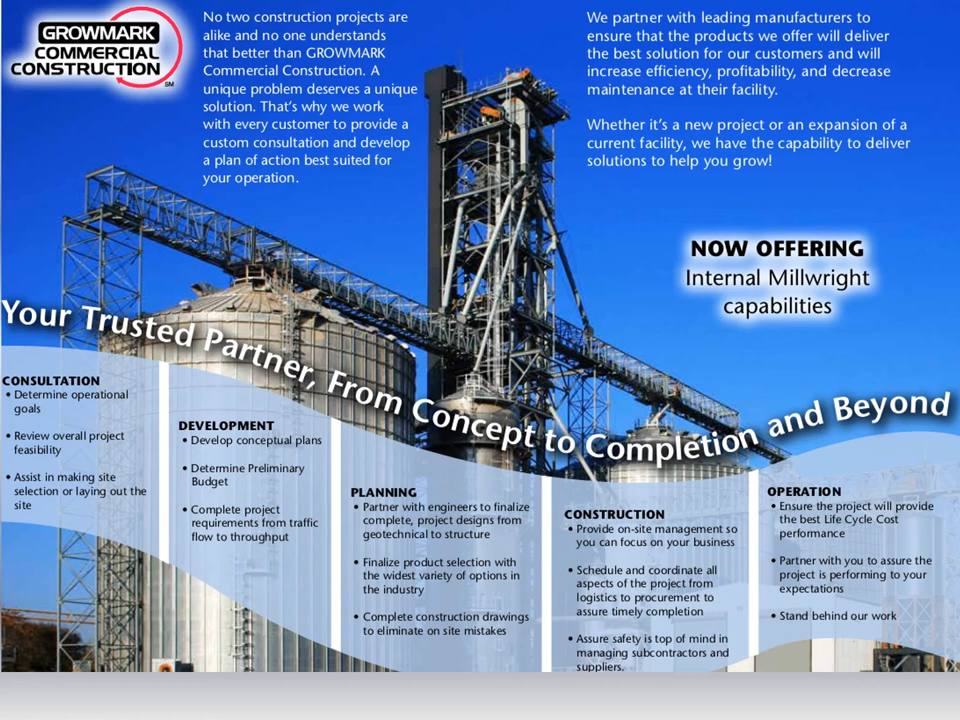 GROWMARK
COMMERCIAL
CONSTRUCTION
SM
No two construction projects are
alike and no one understands
that better than GROWMARK
Commercial Construction. A
unique problem deserves a unique
solution. That's why we work
with every customer to provide a
custom consultation and develop
a plan of action best suited for
your operation.
We partner with leading manufacturers to
ensure that the products we offer will deliver
the best solution for our customers and will
increase efficiency, profitability, and decrease
maintenance at their facility.
Whether it's a new project or an expansion of a
current facility, we have the capability to deliver
solutions to help you grow!
NOW OFFERING
Internal Millwright
capabilities
Your Trusted Partner, From Concept to Completion and Beyond
CONSULTATION
• Determine operational
goals
• Review overall project
feasibility
• Assist in making site
selection or laying out the
site
DEVELOPMENT
• Develop conceptual plans
• Determine Preliminary
Budget
• Complete project
requirements from traffic
flow to throughput
PLANNING
• Partner with engineers to finalize
complete, project designs from
geotechnical to structure
• Finalize product selection with
the widest variety of options in
the industry
• Complete construction drawings
to eliminate on site mistakes
CONSTRUCTION
• Provide on-site management so
you can focus on your business
• Schedule and coordinate all
aspects of the project from
logistics to procurement to
assure timely completion
• Assure safety is top of mind in
managing subcontractors and
suppliers.
OPERATION
• Ensure the project will provide
the best Life Cycle Cost
performance
• Partner with you to assure the
project is performing to your
expectations
• Stand behind our work